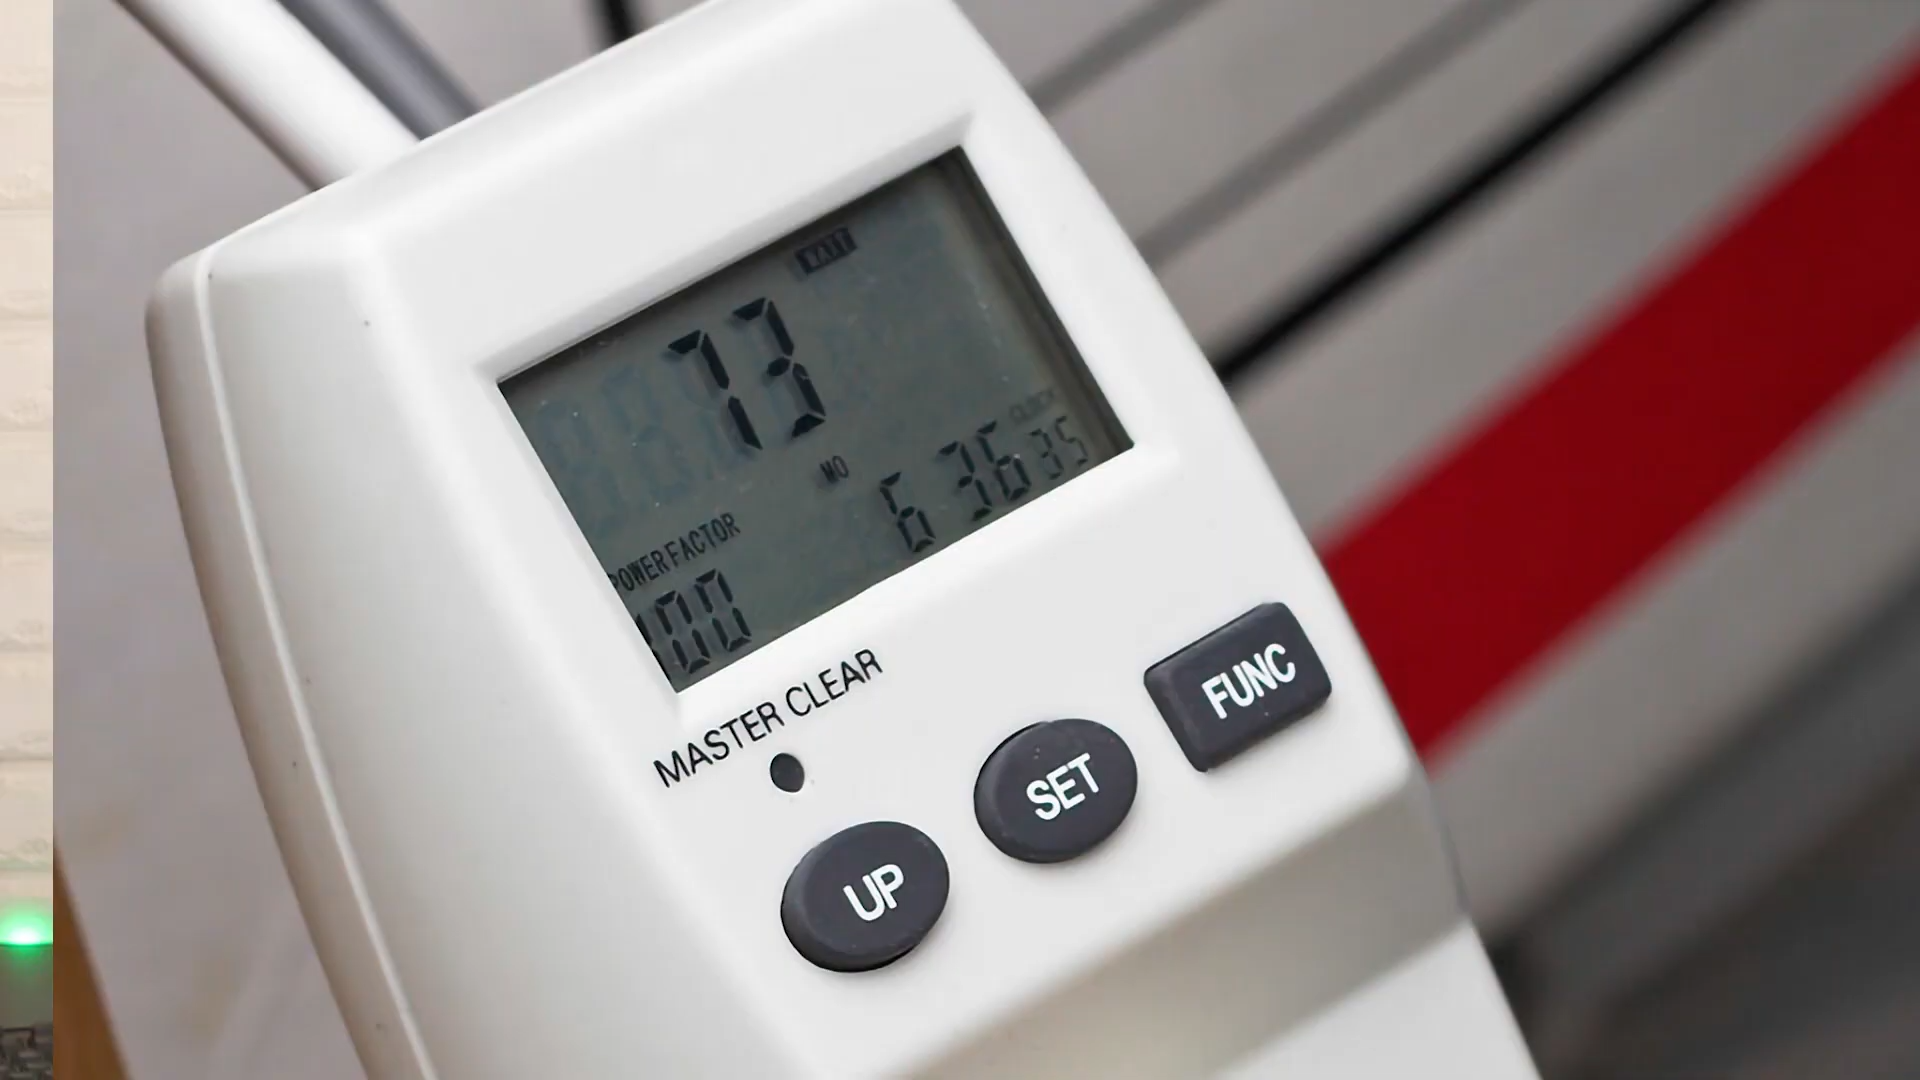 WATT
73
MO
CLOCK
6 36 35
POWER FACTOR
100
MASTER CLEAR
UP
SET
FUNC